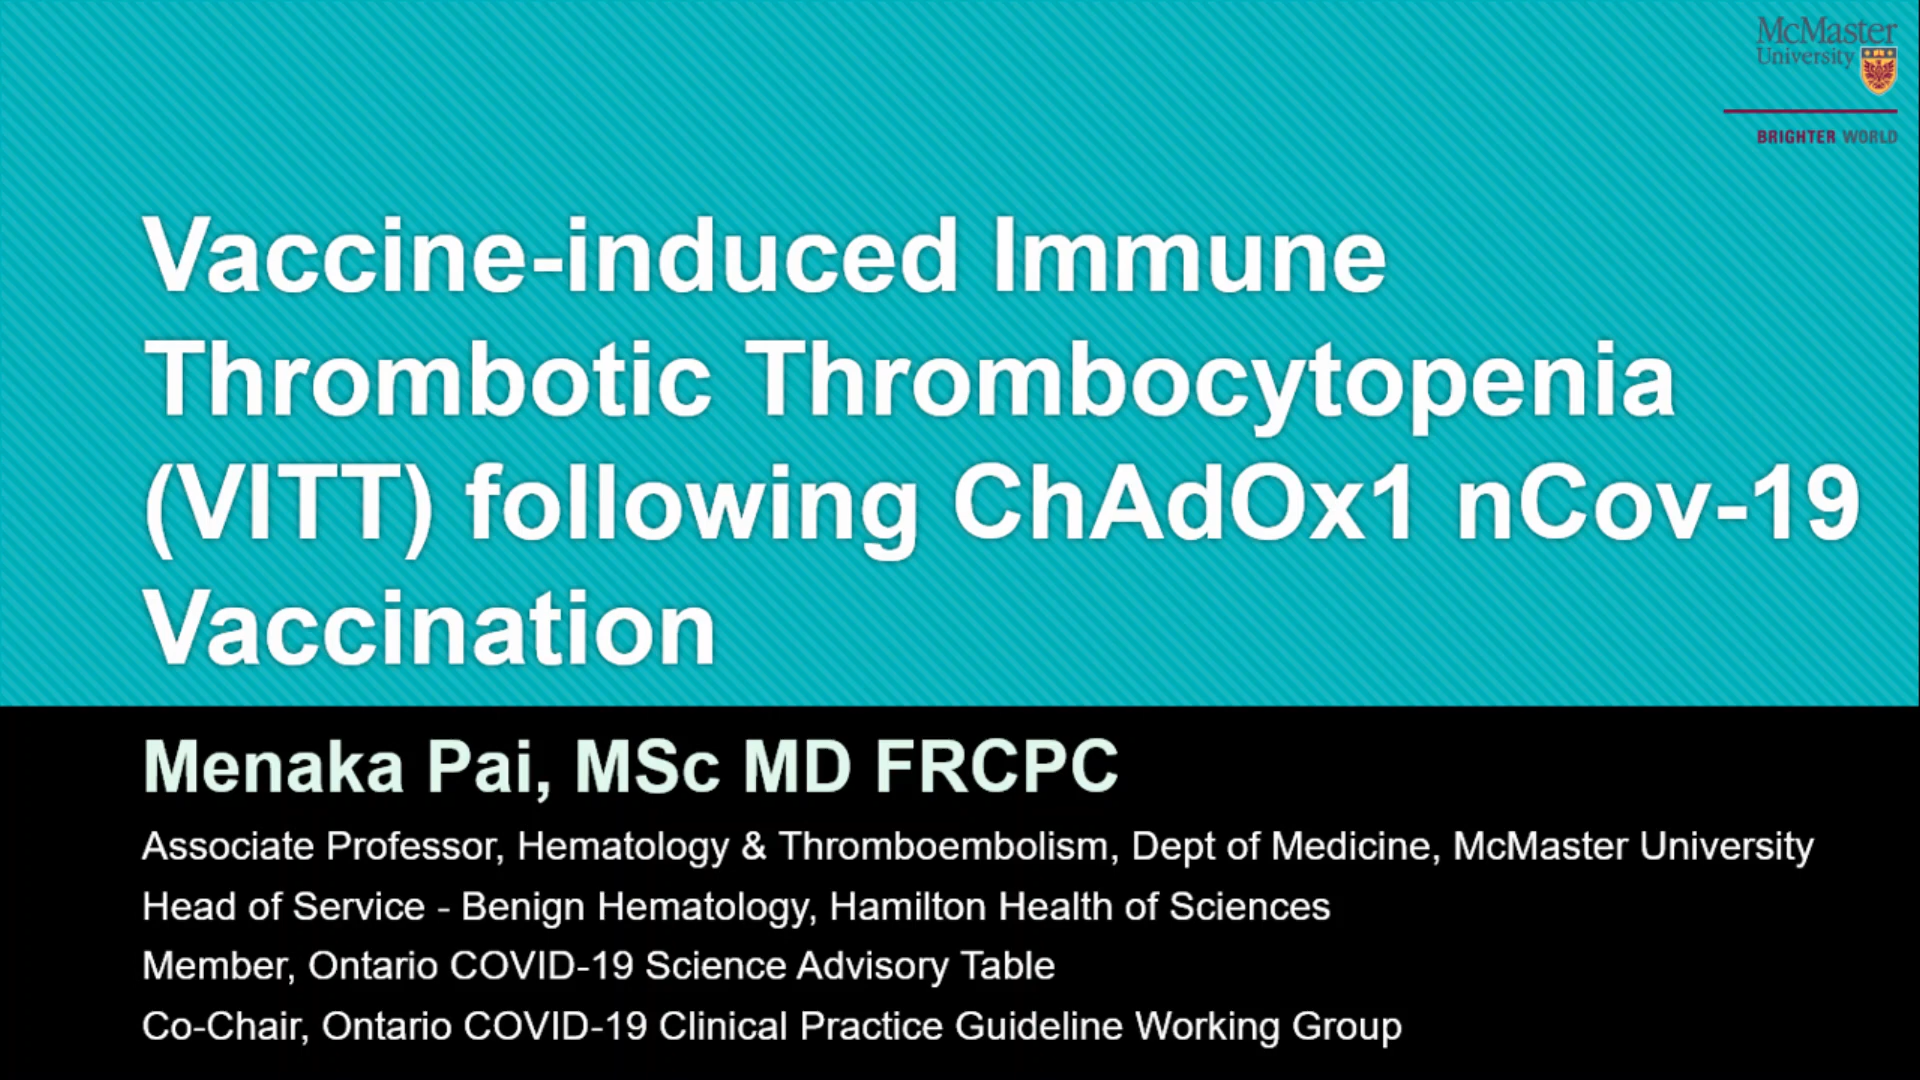 McMaster
University
BRIGHTER WORLD
Vaccine-induced Immune
Thrombotic Thrombocytopenia
(VITT) following ChAdOx1 nCov-19
Vaccination
Menaka Pai, MSc MD FRCPC
Associate Professor, Hematology & Thromboembolism, Dept of Medicine, McMaster University
Head of Service - Benign Hematology, Hamilton Health of Sciences
Member, Ontario COVID-19 Science Advisory Table
Co-Chair, Ontario COVID-19 Clinical Practice Guideline Working Group